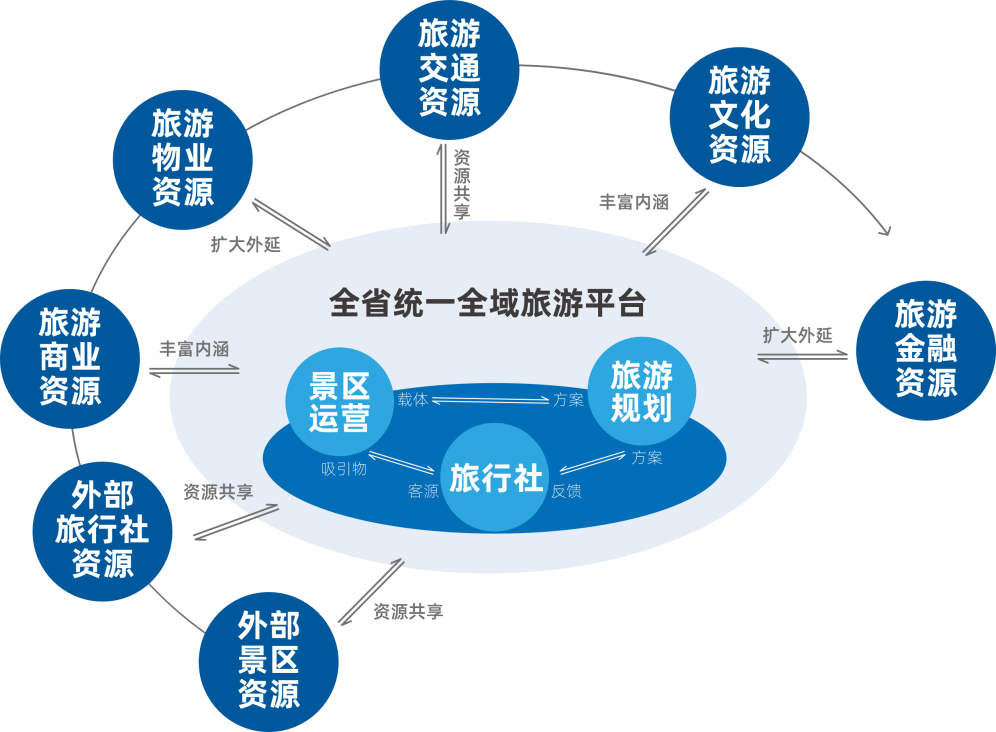 旅游
交通
资源
旅游
文化
资源
旅游
物业
资源
资源共享
丰富内涵
扩大外延
旅游
金融
资源
全省统一全域旅游平台
旅游
商业
资源
丰富内涵
扩大外延
景区
运营
载体
方案
旅游
规划
吸引物
方案
旅行社
客源
反馈
外部
旅行社
资源
资源共享
资源共享
外部
景区
资源